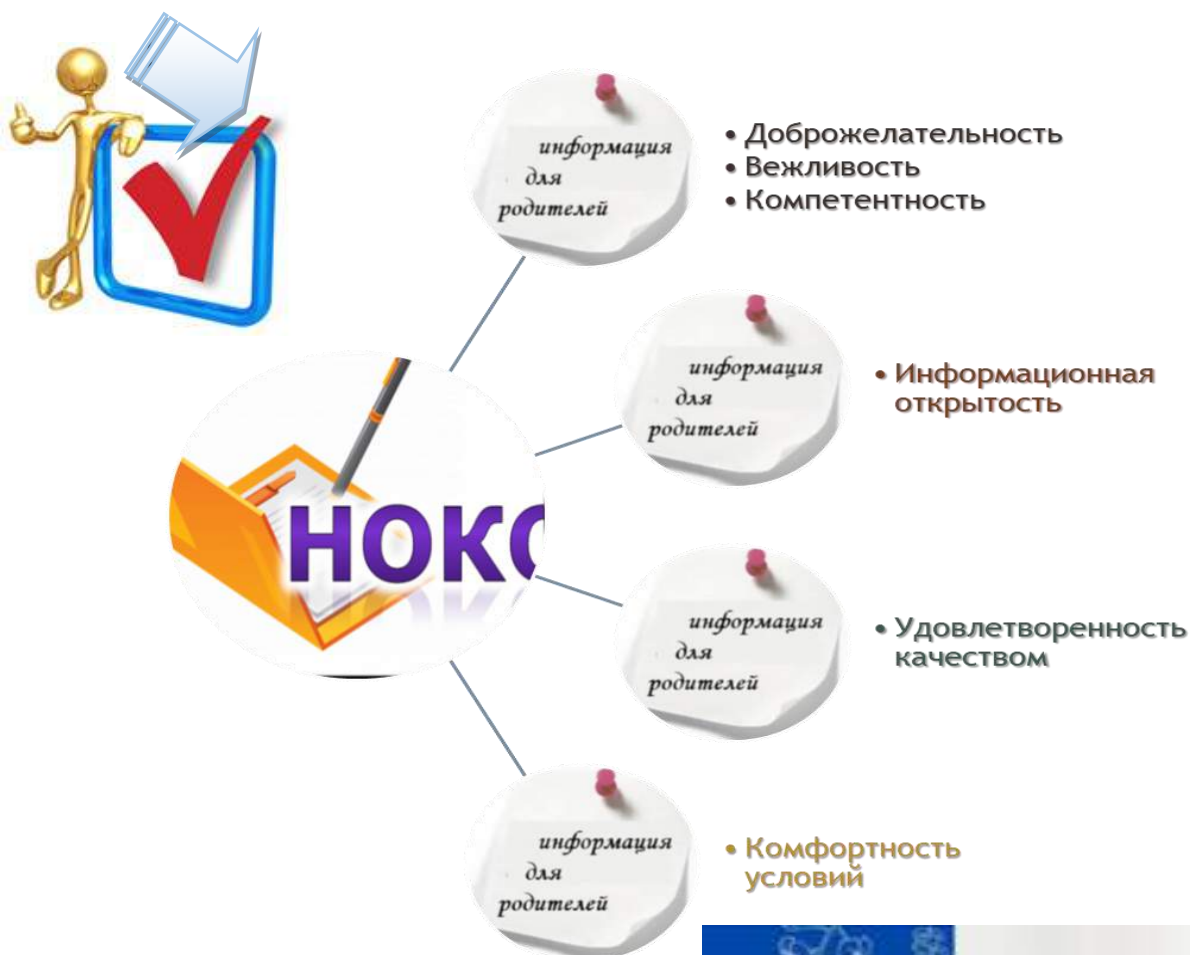 информация
для
родителей
• Доброжелательность
• Вежливость
• Компетентность
информация
для
родителей
• Информационная
открытость
НОКО
информация
для
родителей
• Удовлетворенность
качеством
информация
для
родителей
• Комфортность
условий